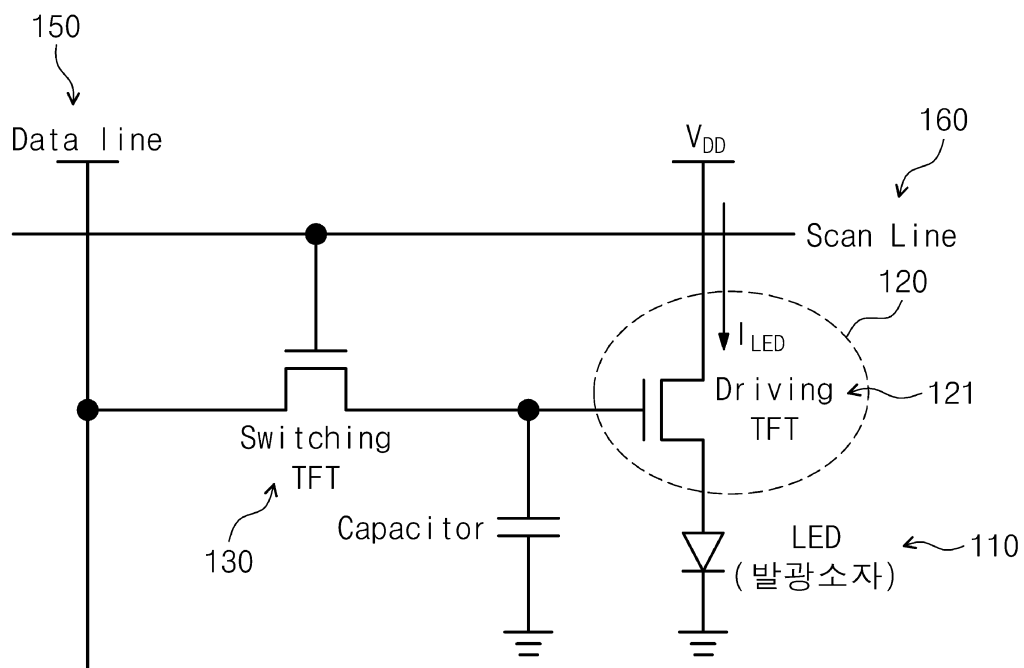 150
Data line
V_DD
160
Scan Line
120
I_LED
Driving
TFT
121
Switching
TFT
130
Capacitor
LED
(발광소자)
110